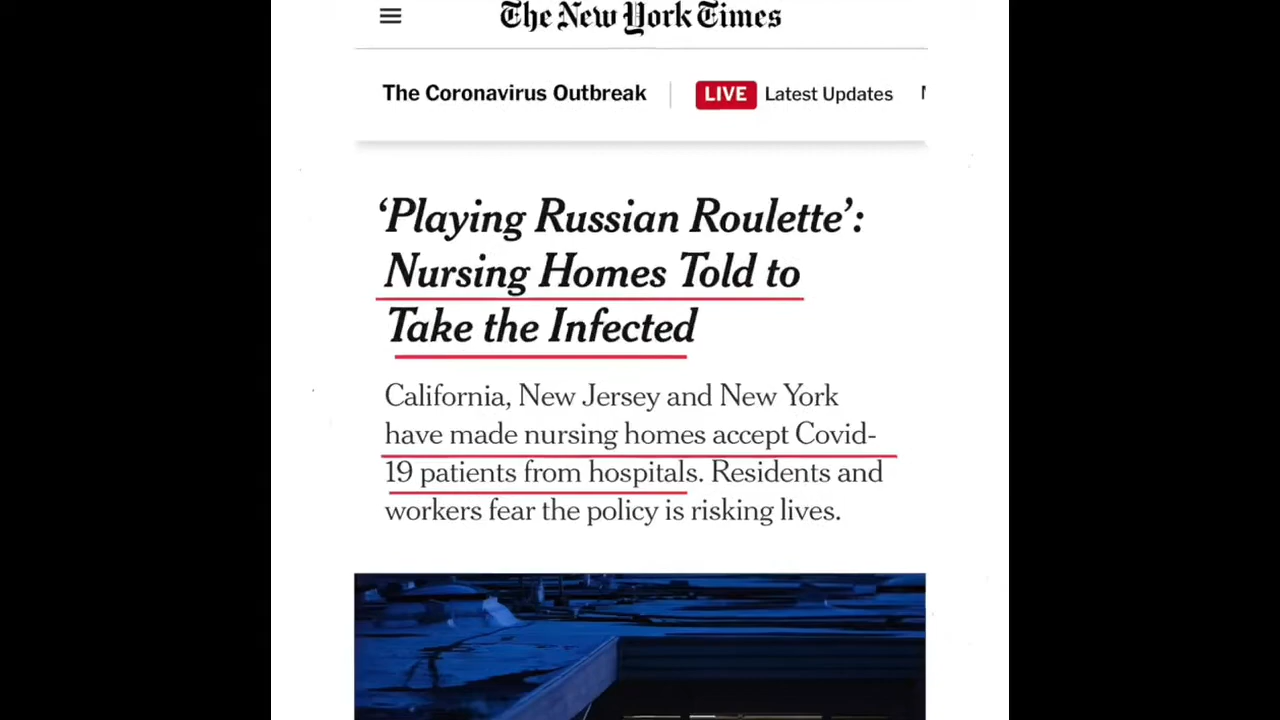 The New York Times
The Coronavirus Outbreak LIVE Latest Updates
‘Playing Russian Roulette’:
Nursing Homes Told to
Take the Infected
California, New Jersey and New York
have made nursing homes accept Covid-
19 patients from hospitals. Residents and
workers fear the policy is risking lives.